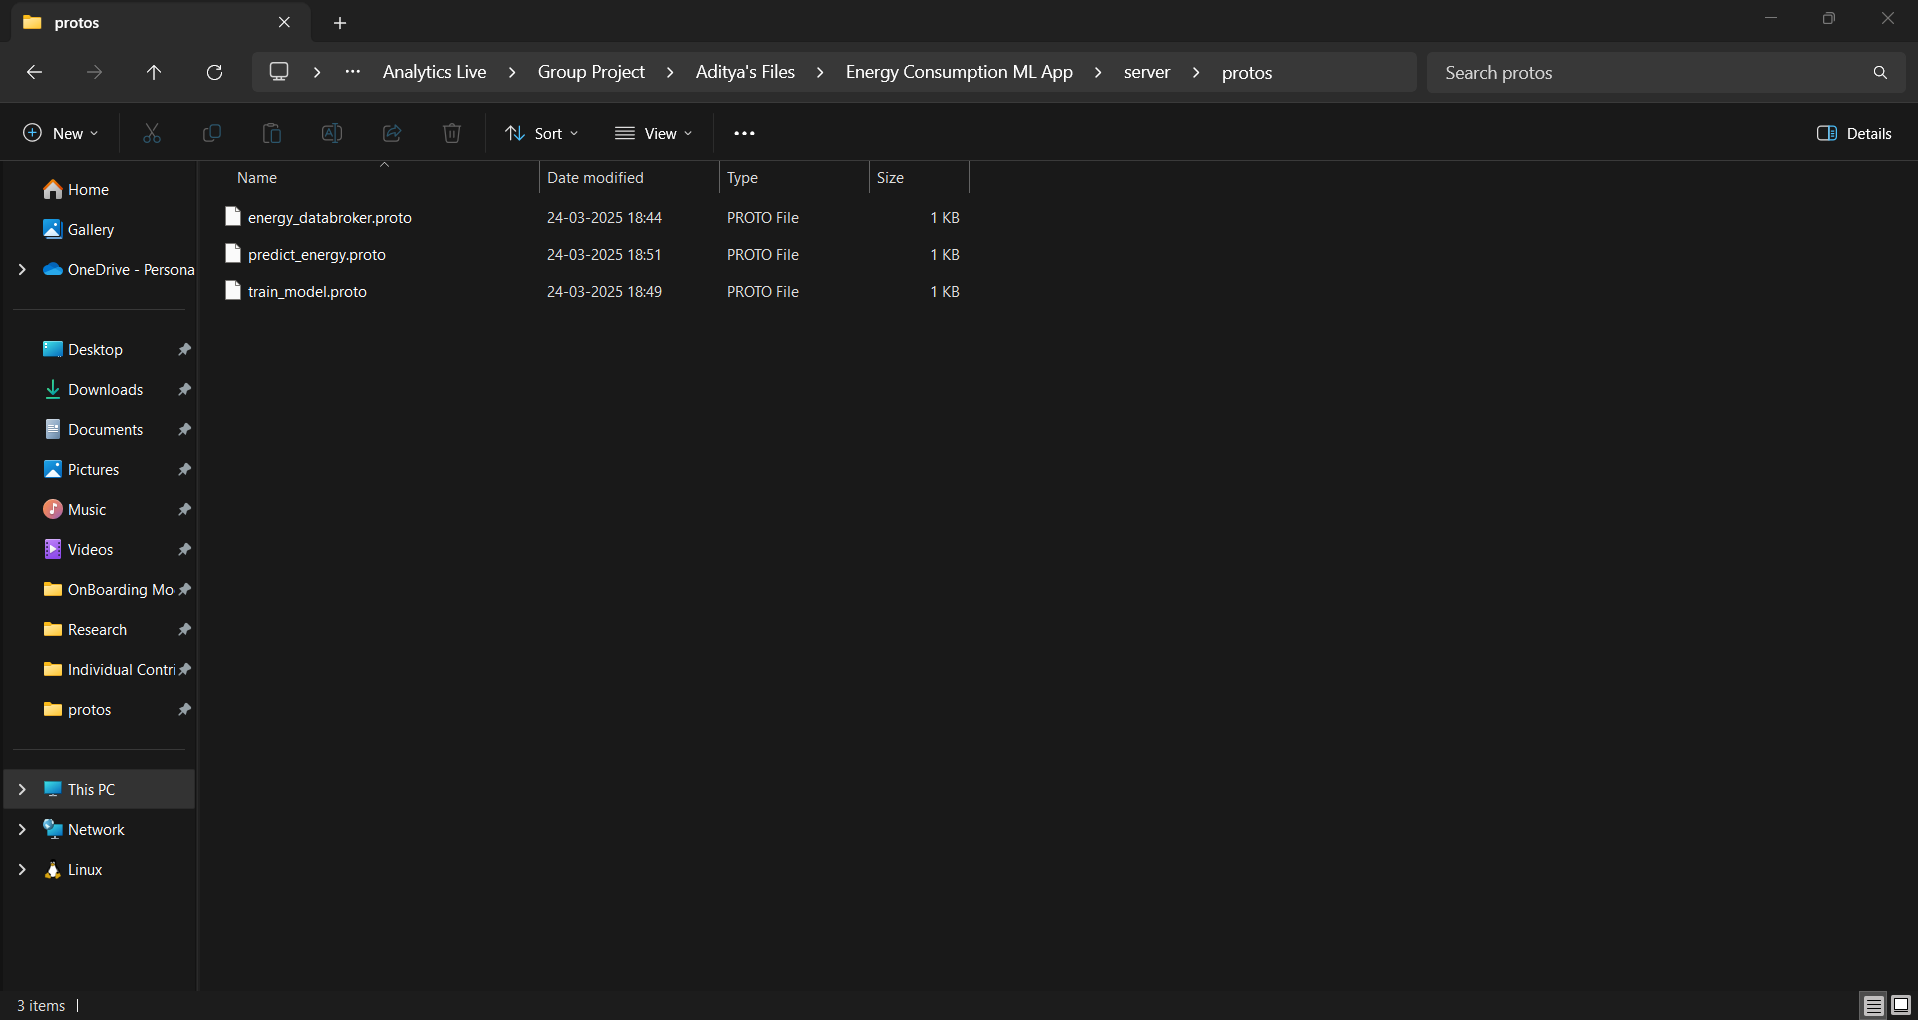 protos
Analytics Live
Group Project
Aditya's Files
Energy Consumption ML App
server
protos
Search protos
New
Sort
View
Details
Name
Date modified
Type
Size
energy_databroker.proto 24-03-2025 18:44 PROTO File 1 KB
predict_energy.proto 24-03-2025 18:51 PROTO File 1 KB
train_model.proto 24-03-2025 18:49 PROTO File 1 KB
Home
Gallery
OneDrive - Persona
Desktop
Downloads
Documents
Pictures
Music
Videos
OnBoarding Mo
Research
Individual Contri
protos
This PC
Network
Linux
3 items